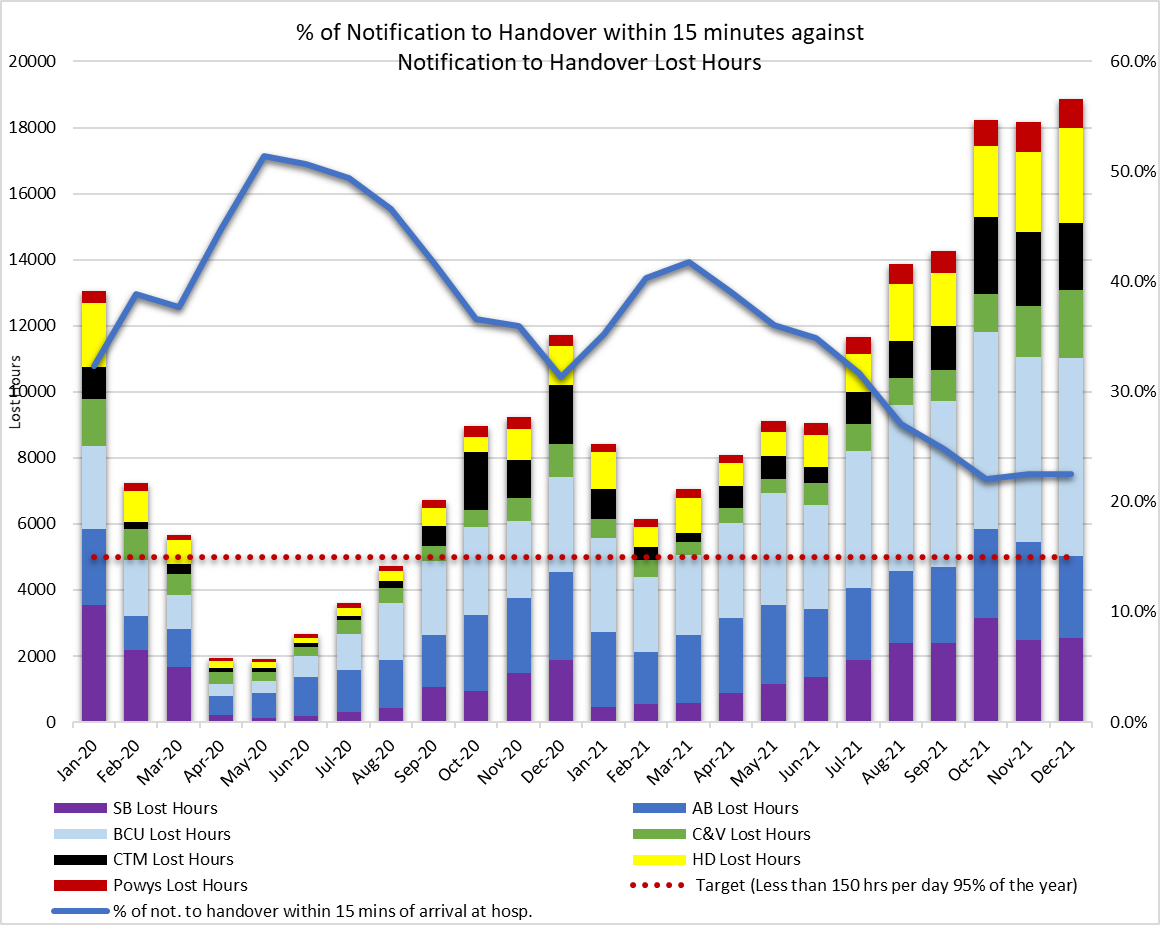 % of Notification to Handover within 15 minutes against
Notification to Handover Lost Hours
20000
18000
16000
14000
12000
10000
8000
6000
4000
2000
0
Lost Hours
60.0%
50.0%
40.0%
30.0%
20.0%
10.0%
0.0%
Jan-20
Feb-20
Mar-20
Apr-20
May-20
Jun-20
Jul-20
Aug-20
Sep-20
Oct-20
Nov-20
Dec-20
Jan-21
Feb-21
Mar-21
Apr-21
May-21
Jun-21
Jul-21
Aug-21
Sep-21
Oct-21
Nov-21
Dec-21
SB Lost Hours
AB Lost Hours
BCU Lost Hours
C&V Lost Hours
CTM Lost Hours
HD Lost Hours
Powys Lost Hours
Target (Less than 150 hrs per day 95% of the year)
% of not. to handover within 15 mins of arrival at hosp.